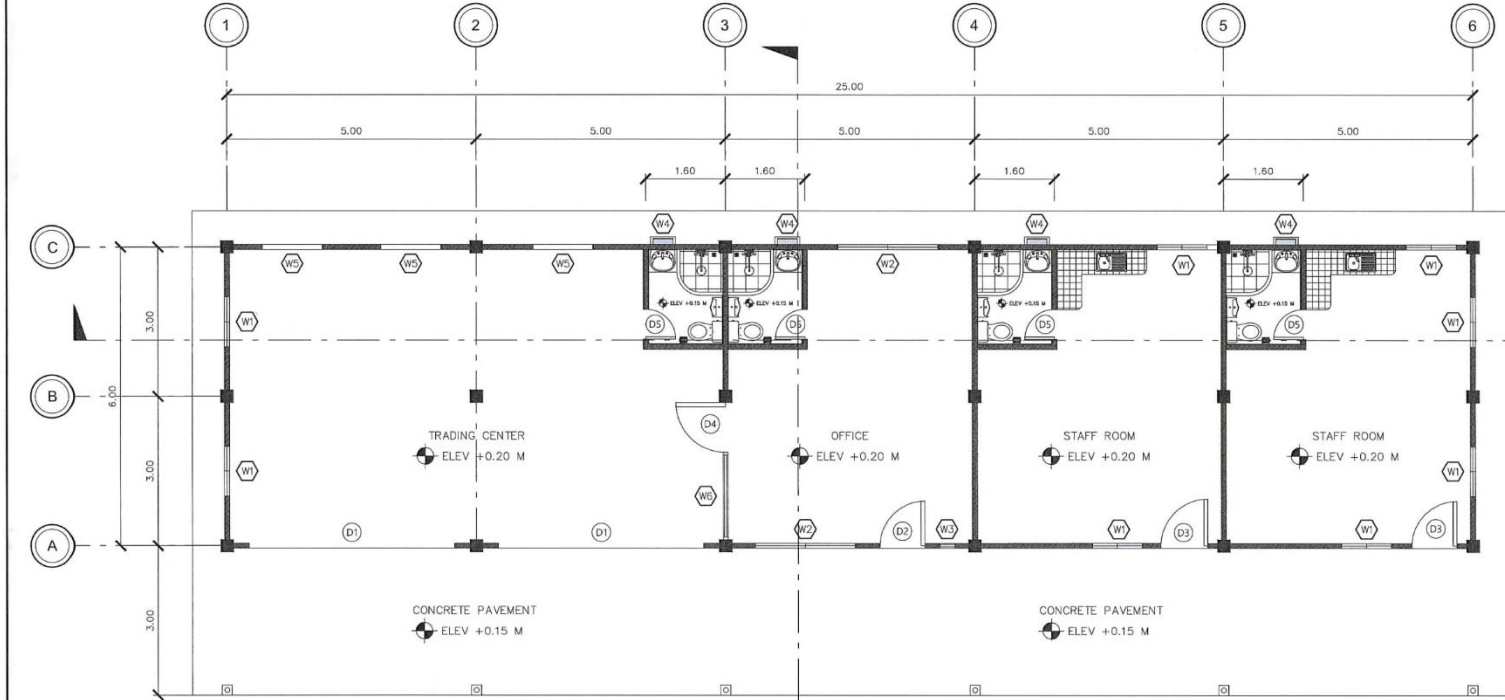 1 2 3 4 5 6
25.00
5.00 5.00 5.00 5.00 5.00
1.60 1.60 1.60 1.60
W4 W4 W4 W4
C
W5 W5 W5 W2 W1 W1
ELEV +0.15 M ELEV +0.15 M ELEV +0.15 M ELEV +0.15 M
3.00 W1 W1
D5 D5 D5 D5
6.00
B
D4
TRADING CENTER OFFICE STAFF ROOM STAFF ROOM
ELEV +0.20 M ELEV +0.20 M ELEV +0.20 M ELEV +0.20 M
W1 W1
3.00 W6
A D1 D1 W2 D2 W3 W1 D3 W1 D3
3.00
CONCRETE PAVEMENT CONCRETE PAVEMENT
ELEV +0.15 M ELEV +0.15 M